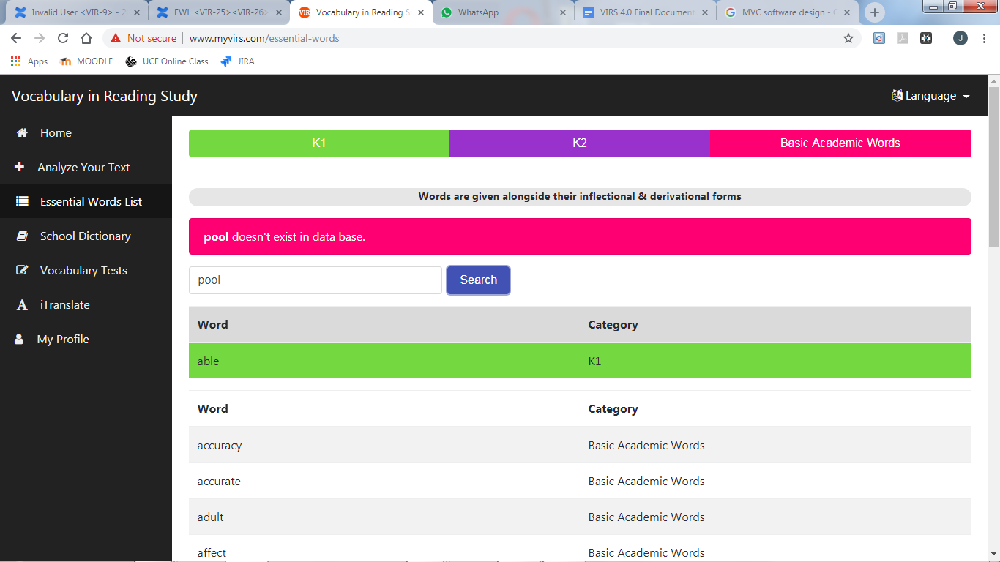 Invalid User <VIR-9> - 2
EWL <VIR-25><VIR-26>
VIR Vocabulary in Reading S
WhatsApp
VIRS 4.0 Final Document
MVC software design - G
Not secure www.myvirs.com/essential-words
J
Apps MOODLE UCF Online Class JIRA
Vocabulary in Reading Study
Language
Home
Analyze Your Text
Essential Words List
School Dictionary
Vocabulary Tests
iTranslate
My Profile
K1 K2 Basic Academic Words
Words are given alongside their inflectional & derivational forms
pool doesn't exist in data base.
pool Search
Word Category
able K1
Word Category
accuracy Basic Academic Words
accurate Basic Academic Words
adult Basic Academic Words
affect Basic Academic Words